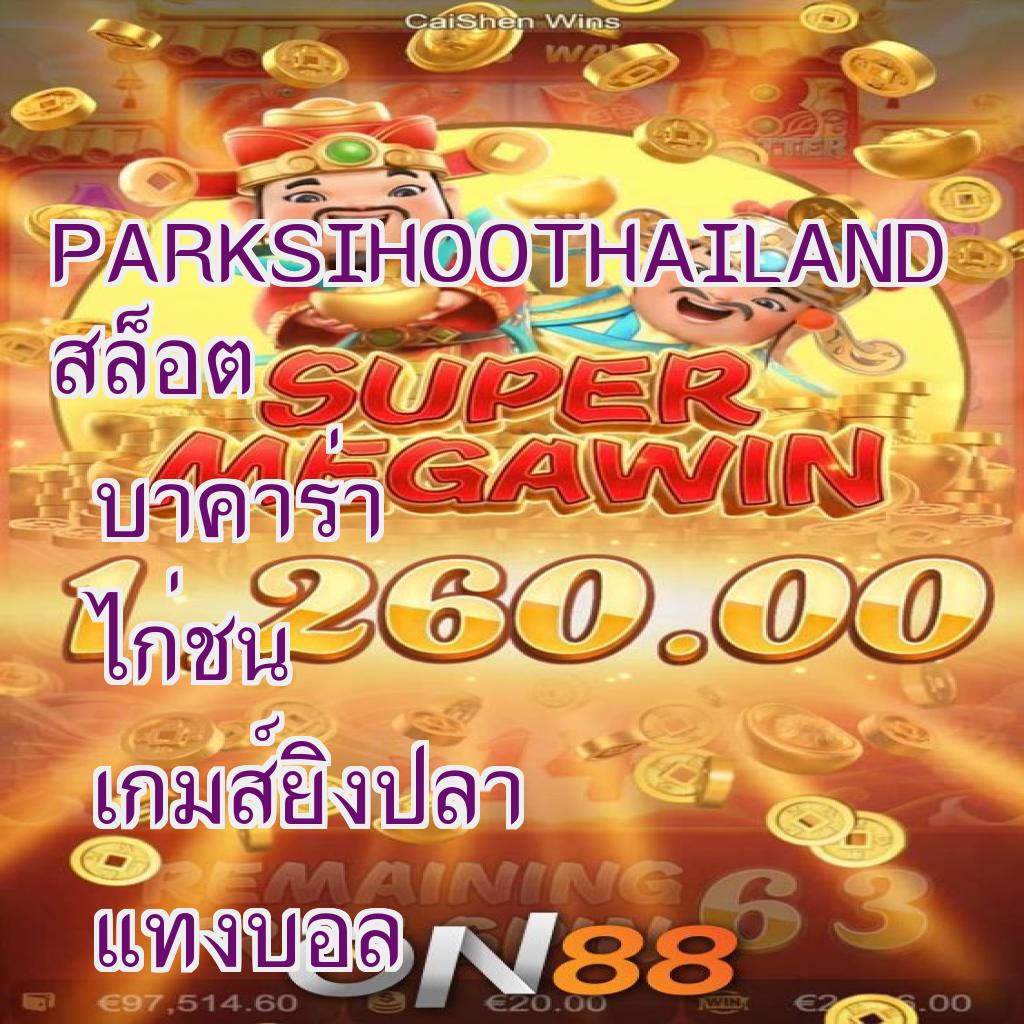 CaiShen Wins
PARKSIHOOTHAILAND
สล็อต
SUPER
MEGAWIN
บาคาร่า
1,260.00
ไก่ชน
เกมส์ยิงปลา
REMAINING
63
แทงบอล
ON88
€97,514.60
€20.00
WIN